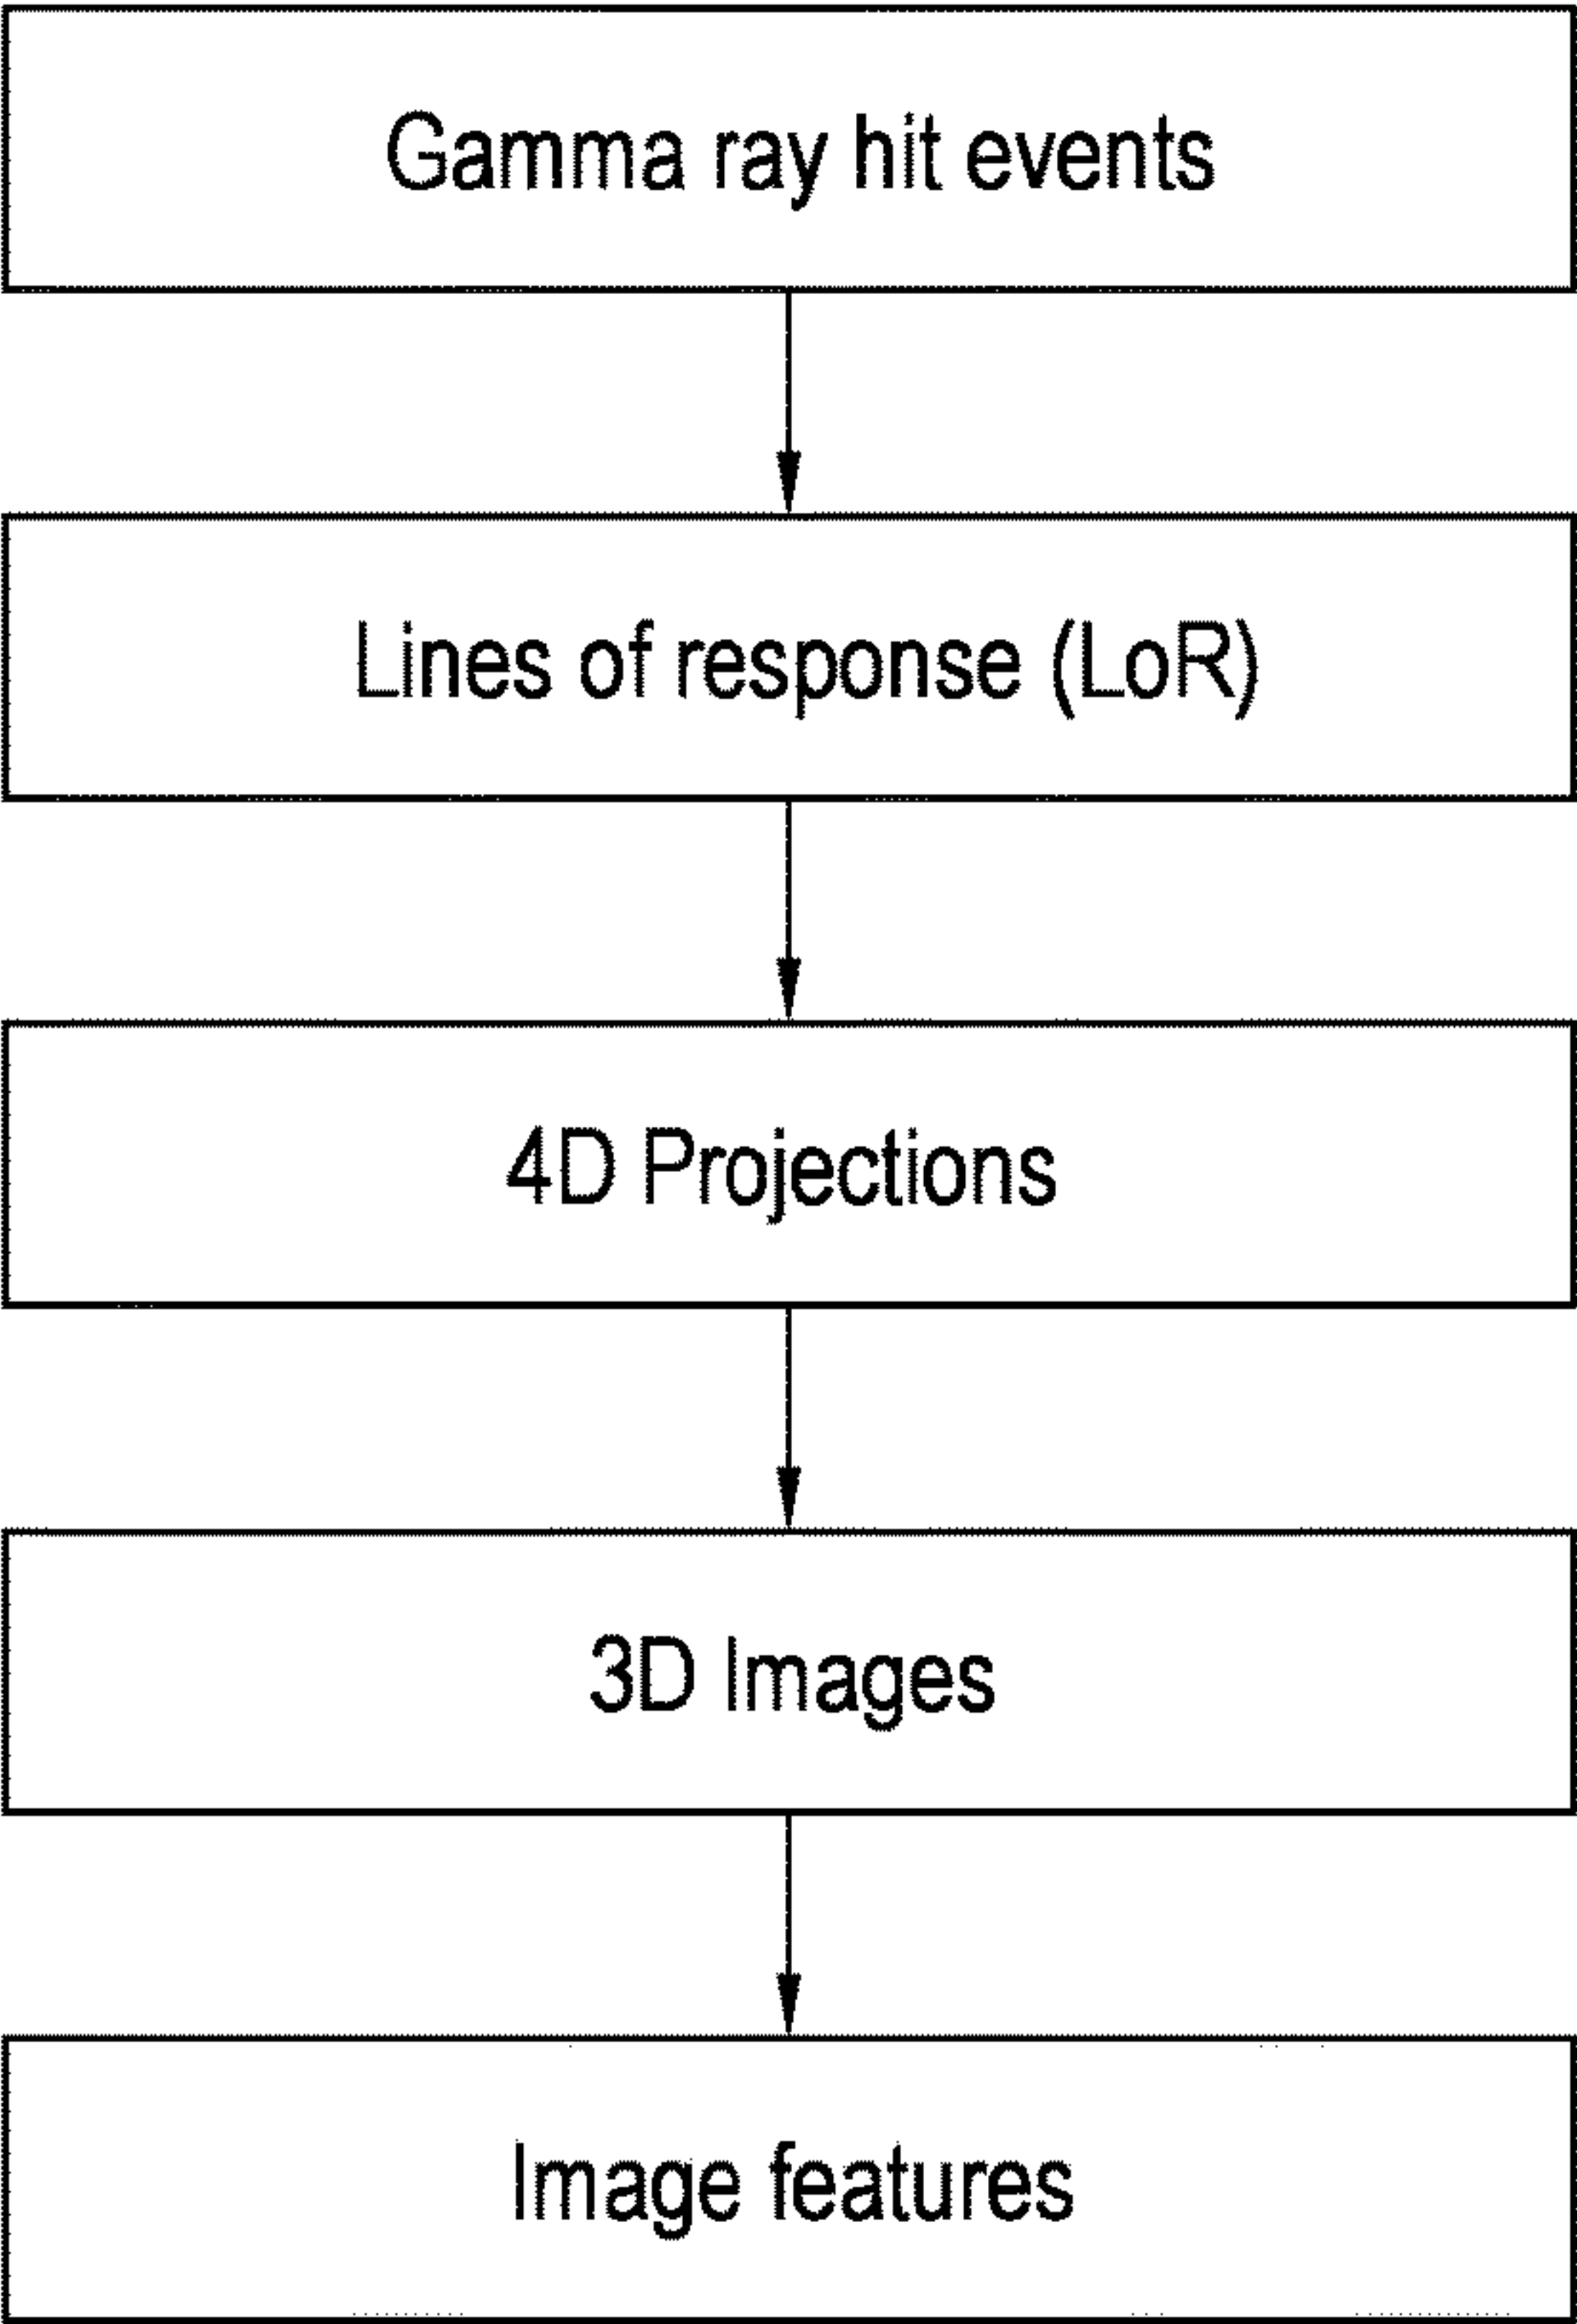 Gamma ray hit events
Lines of response (LoR)
4D Projections
3D Images
Image features